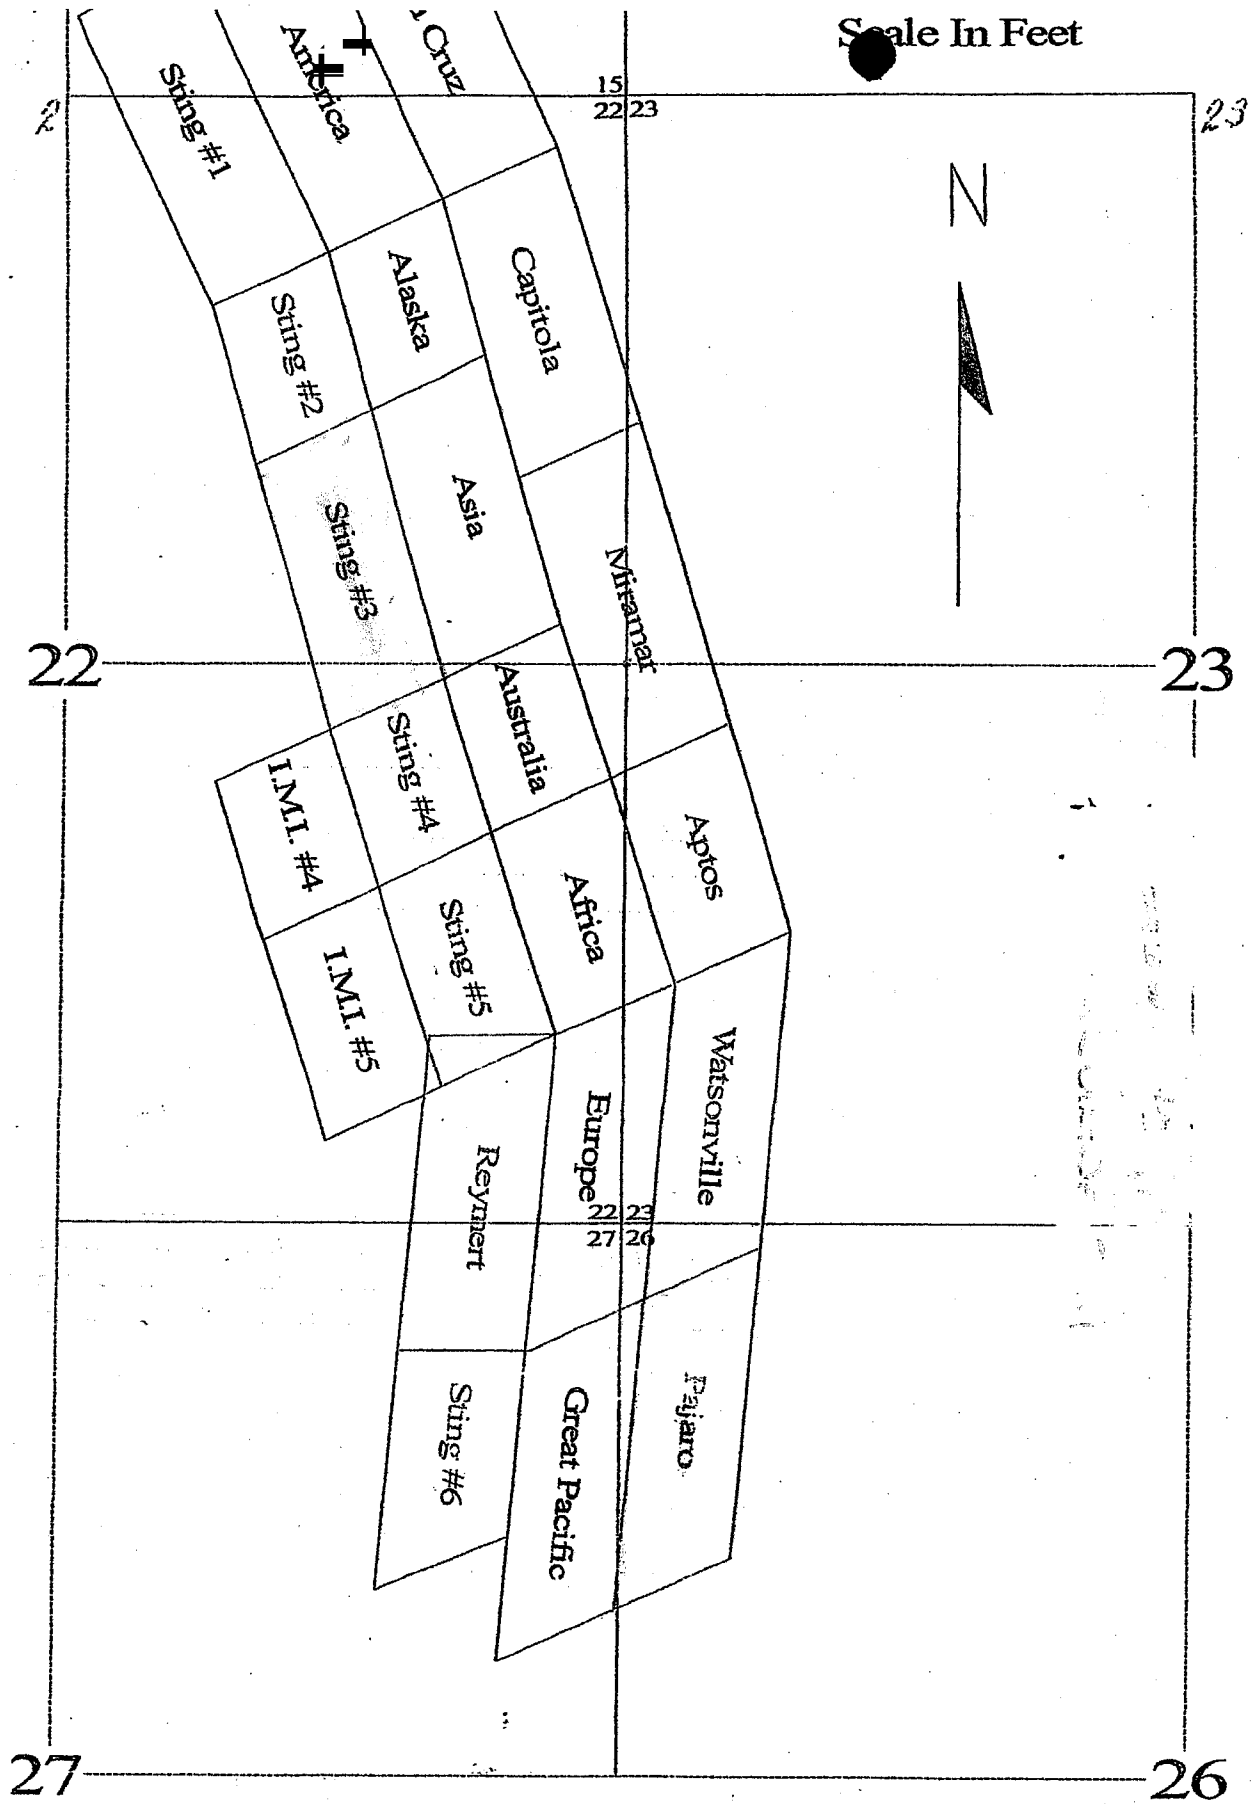 Scale In Feet
Cruz
America
Sting #1
15
22 23
23
N
Capitola
Alaska
Sting #2
Asia
Sting #3
Miramar
22
23
Australia
Sting #4
I.M.I. #4
Aptos
Africa
Sting #5
I.M.I. #5
Watsonville
Europe
Reymert
22 23
27 26
Pajaro
Great Pacific
Sting #6
27
26